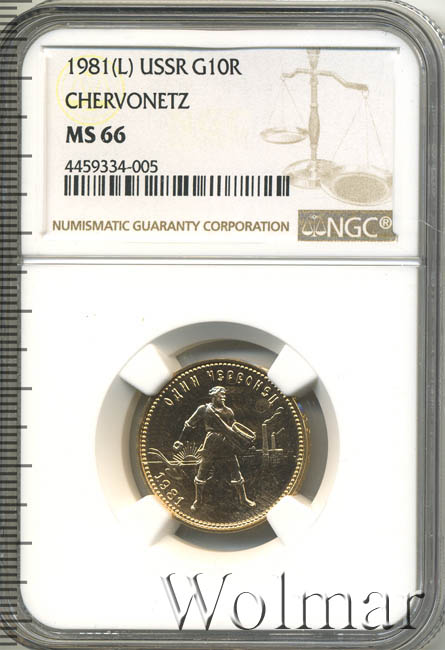 1981(L) USSR G10R
CHERVONETZ
MS 66
4459334-005
NUMISMATIC GUARANTY CORPORATION
NGC®
ОДИН ЧЕРВОНЕЦ
1981
Wolmar